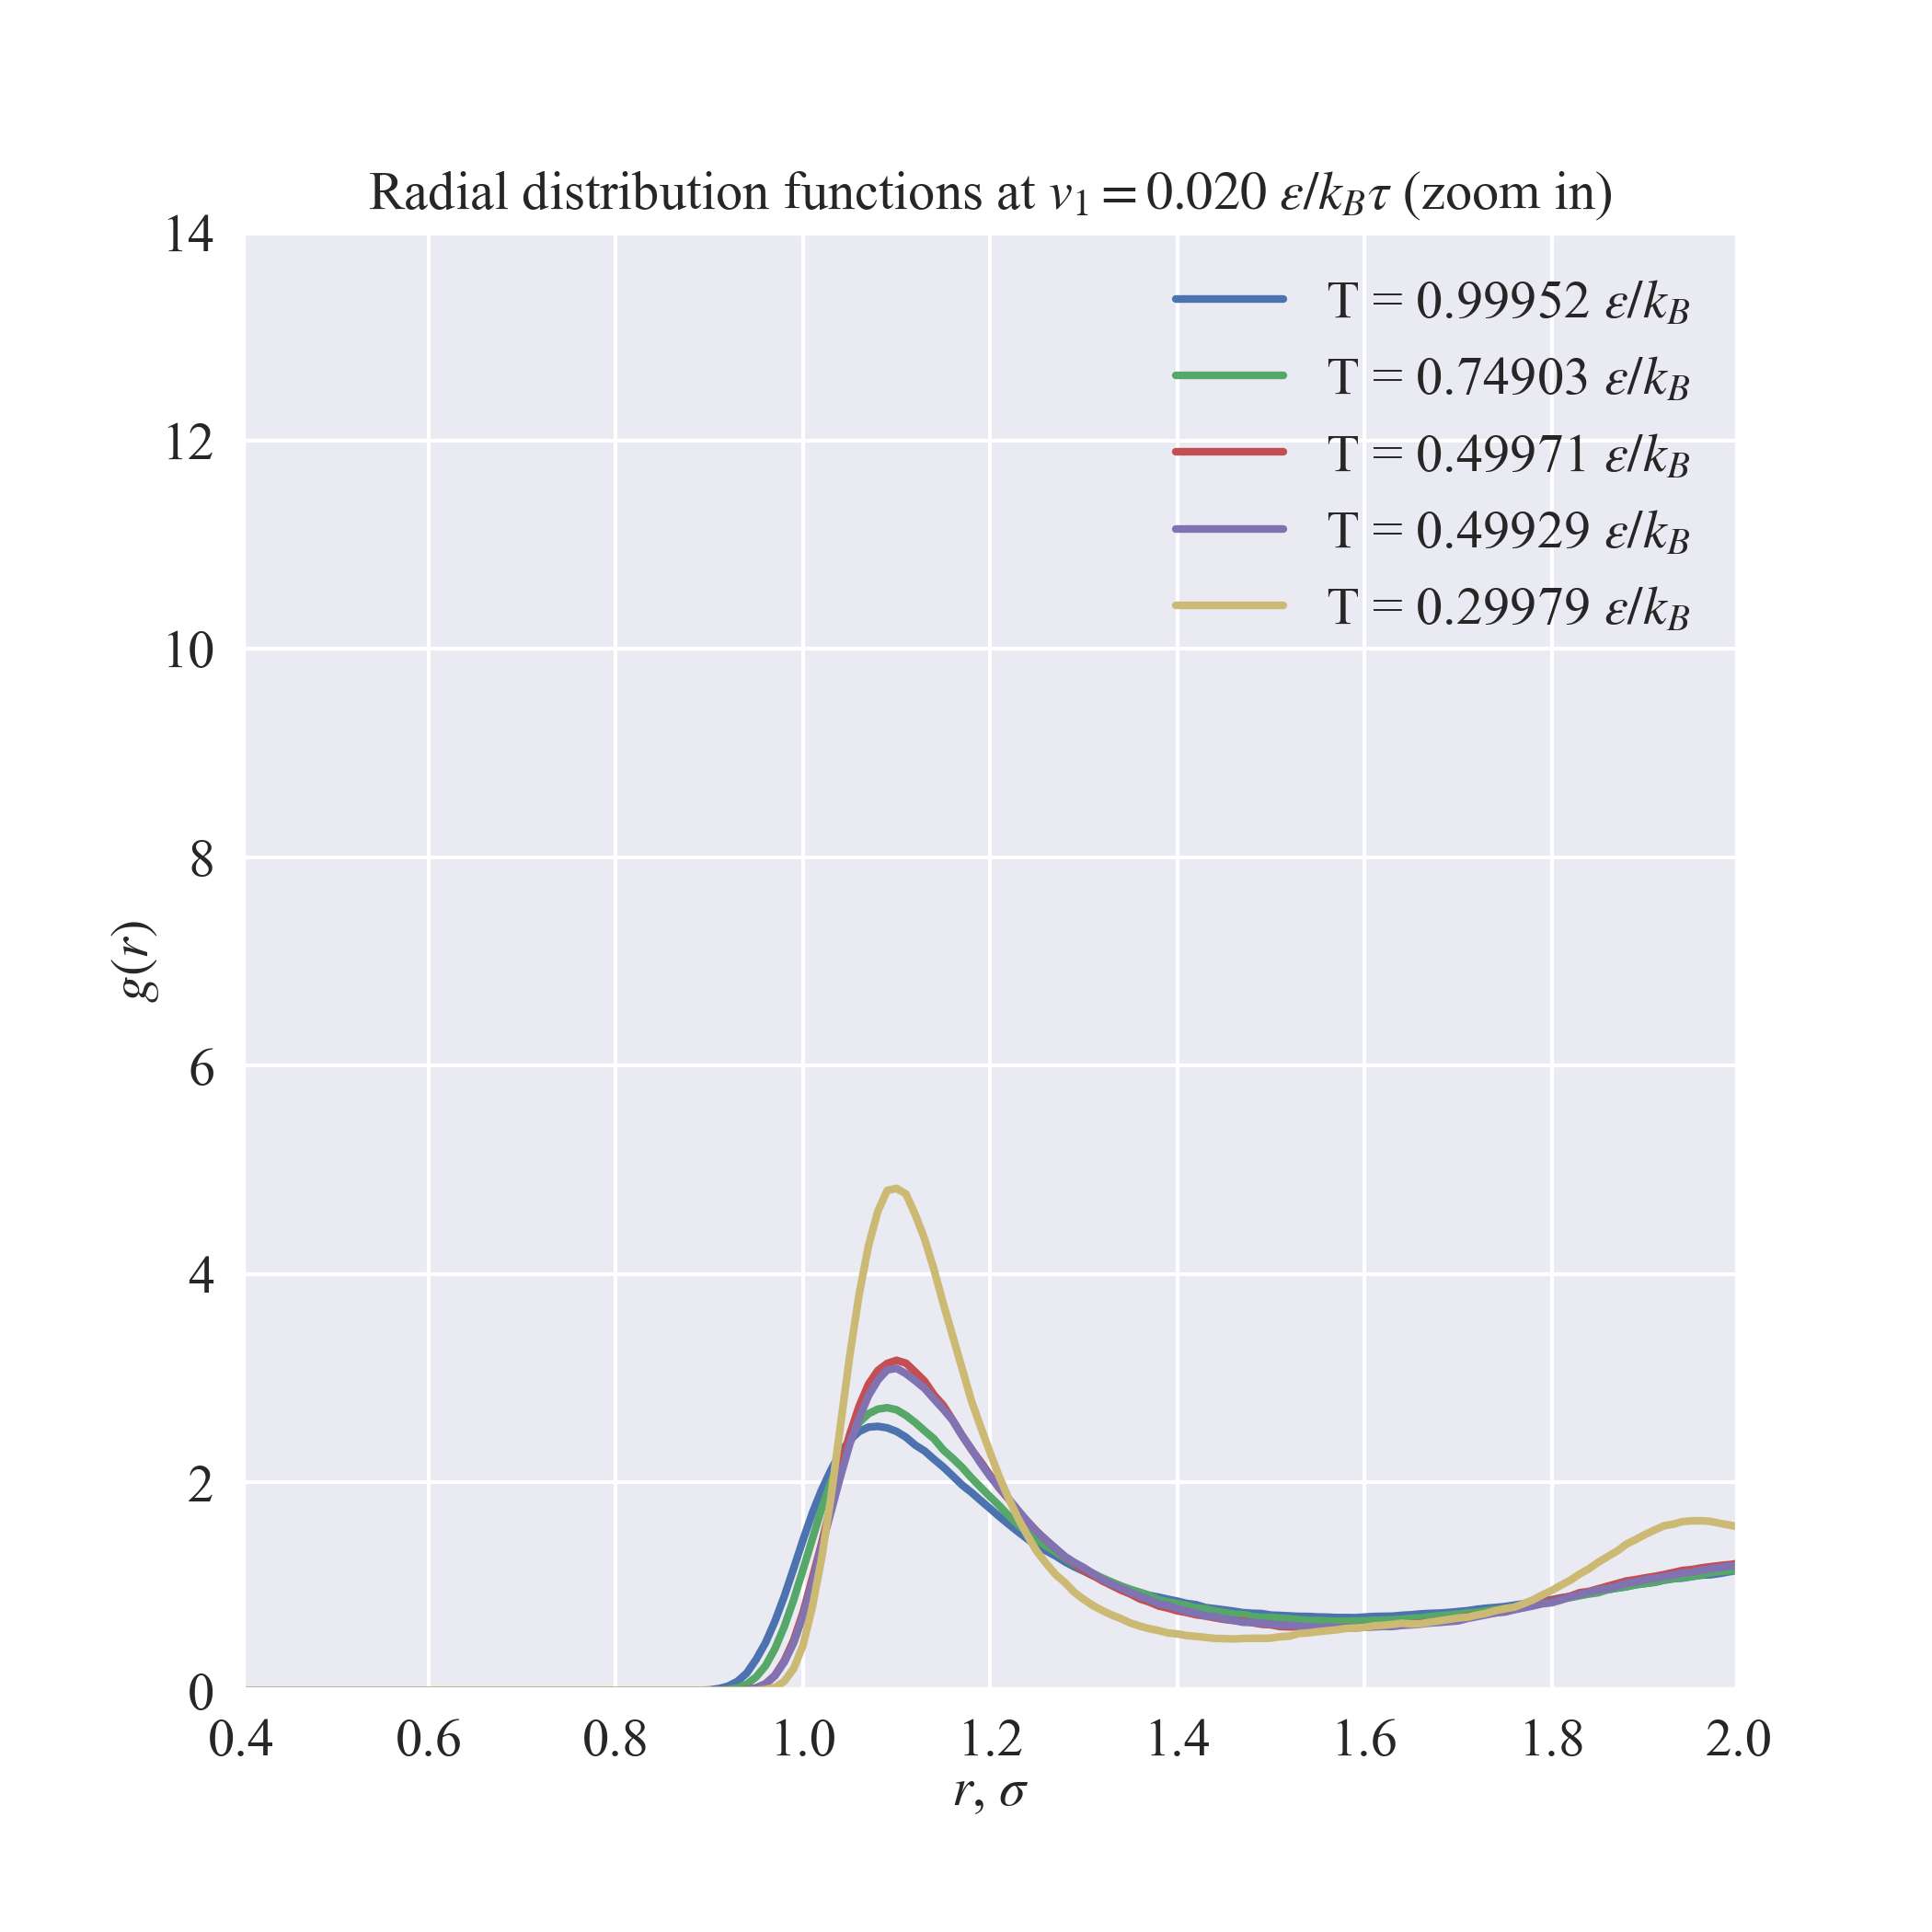 Radial distribution functions at v₁ = 0.020 ε/k_Bτ (zoom in)
14
12
10
8
6
4
2
0
g(r)
T = 0.99952 ε/k_B
T = 0.74903 ε/k_B
T = 0.49971 ε/k_B
T = 0.49929 ε/k_B
T = 0.29979 ε/k_B
0.4 0.6 0.8 1.0 1.2 1.4 1.6 1.8 2.0
r, σ